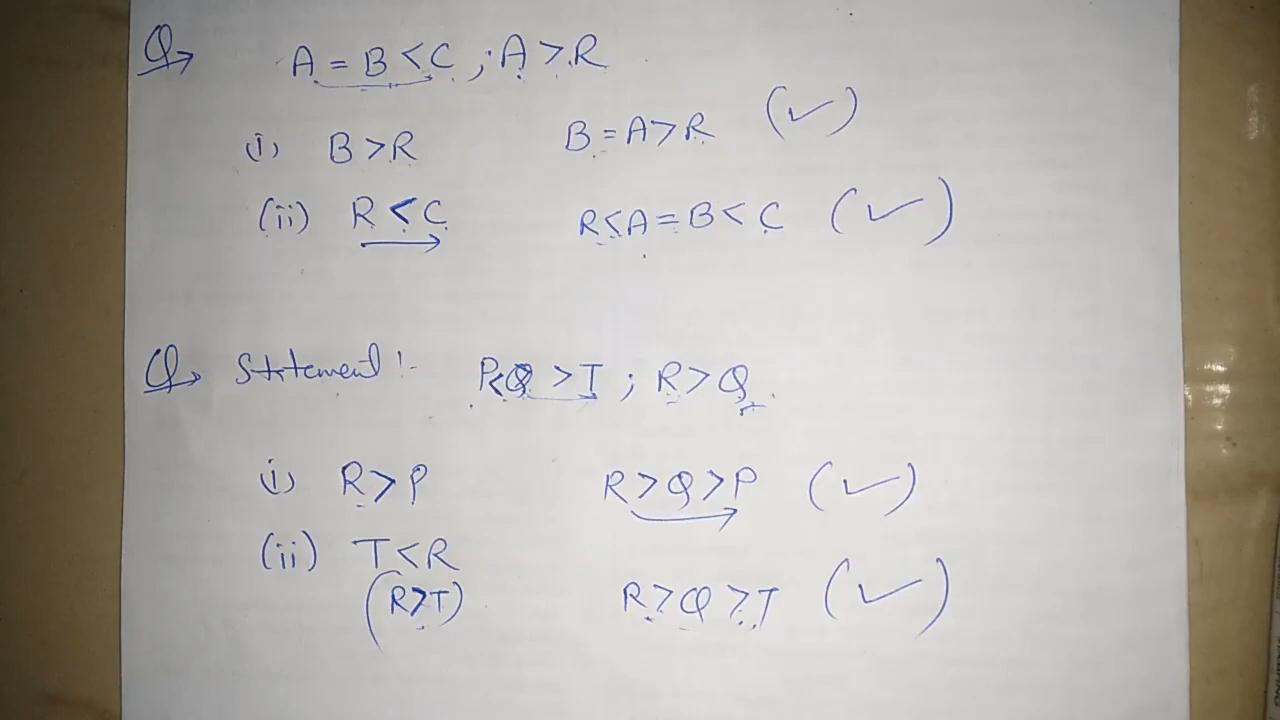 Q→ A = B < C ; A > R
(i) B > R B = A > R (✓)
(ii) R < C R < A = B < C (✓)
Q→ Statement :- P < Q > T ; R > Q
(i) R > P R > Q > P (✓)
(ii) T < R
(R > T) R > Q > T (✓)